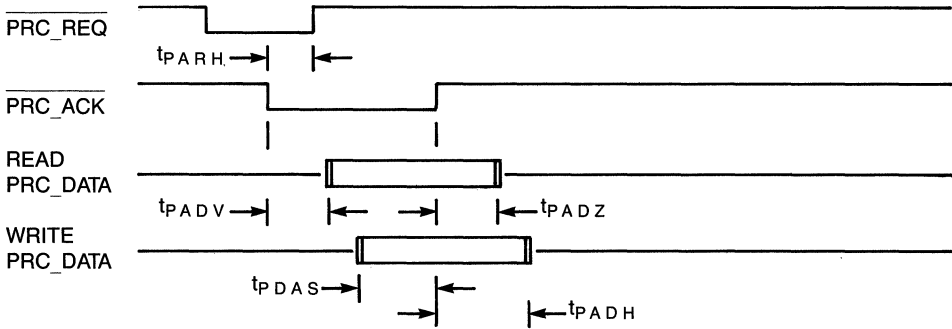 PRC_REQ
tPARH
PRC_ACK
READ
PRC_DATA
tPADV tPADZ
WRITE
PRC_DATA
tPDAS
tPADH